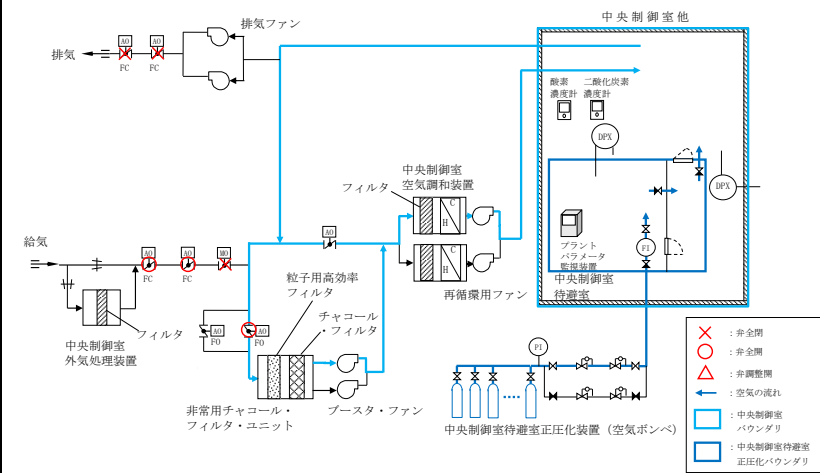 中央制御室他
排気ファン
排気
AO
AO
FC
FC
酸素
濃度計
二酸化炭素
濃度計
DPX
DPX
中央制御室
空気調和装置
フィルタ
C
H
C
H
再循環用ファン
FI
プラント
パラメータ
監視装置
中央制御室
待避室
給気
AO
AO
MO
AO
FC
FC
フィルタ
中央制御室
外気処理装置
粒子用高効率
フィルタ
チャコール
・フィルタ
AO
FO
AO
FO
非常用チャコール・
フィルタ・ユニット
ブースタ・ファン
PI
中央制御室待避室正圧化装置（空気ボンベ）
：弁全閉
：弁全開
：弁調整開
：空気の流れ
：中央制御室
バウンダリ
：中央制御室待避室
正圧化バウンダリ